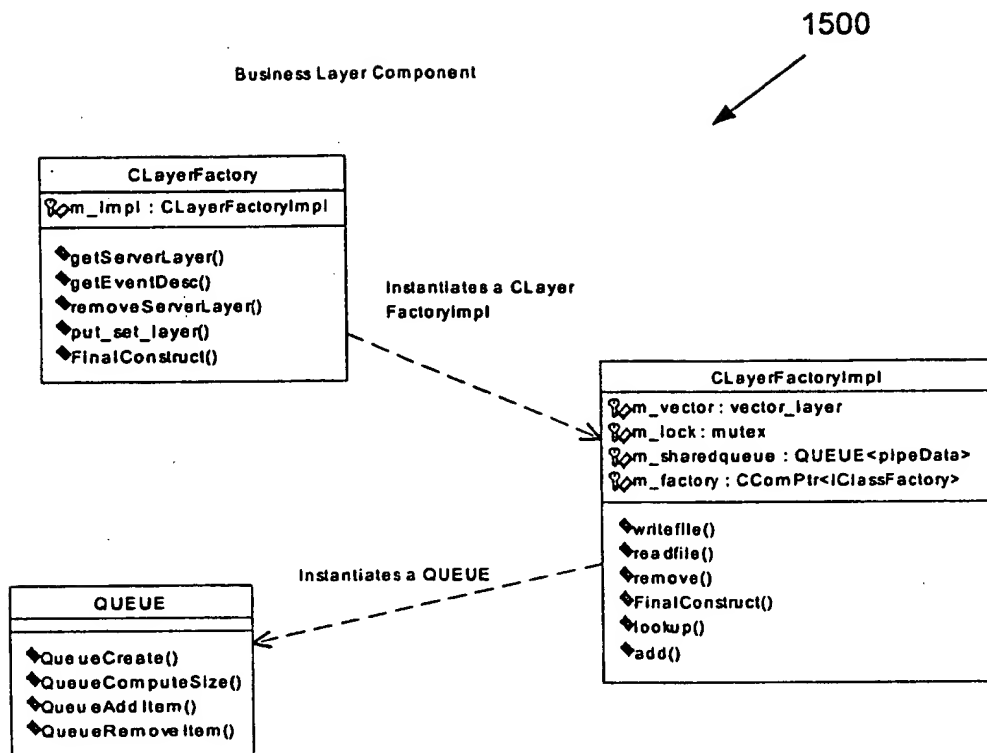 1500
Business Layer Component
CLayerFactory
m_impl : CLayerFactoryImpl
getServerLayer()
getEventDesc()
removeServerLayer()
put_set_layer()
FinalConstruct()
Instantiates a CLayer
FactoryImpl
CLayerFactoryImpl
m_vector : vector_layer
m_lock : mutex
m_sharedqueue : QUEUE<pipeData>
m_factory : CComPtr<IClassFactory>
writefile()
readfile()
remove()
FinalConstruct()
lookup()
add()
Instantiates a QUEUE
QUEUE
QueueCreate()
QueueComputeSize()
QueueAddItem()
QueueRemoveItem()